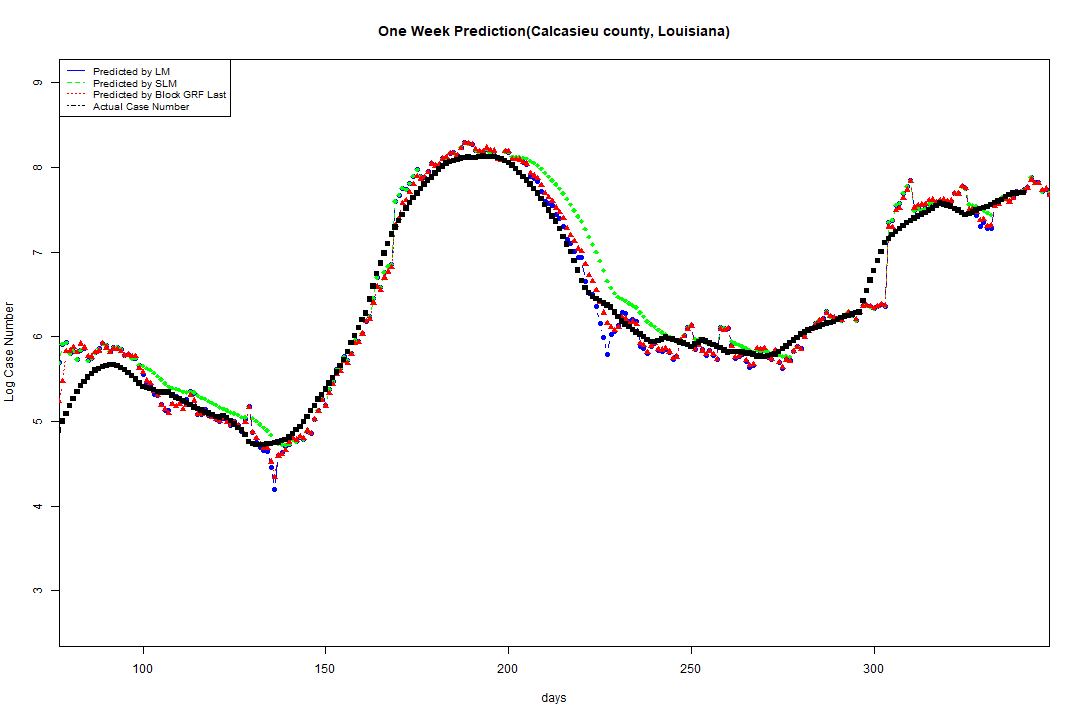 One Week Prediction(Calcasieu county, Louisiana)
Predicted by LM
Predicted by SLM
Predicted by Block GRF Last
Actual Case Number
Log Case Number
9
8
7
6
5
4
3
100 150 200 250 300
days